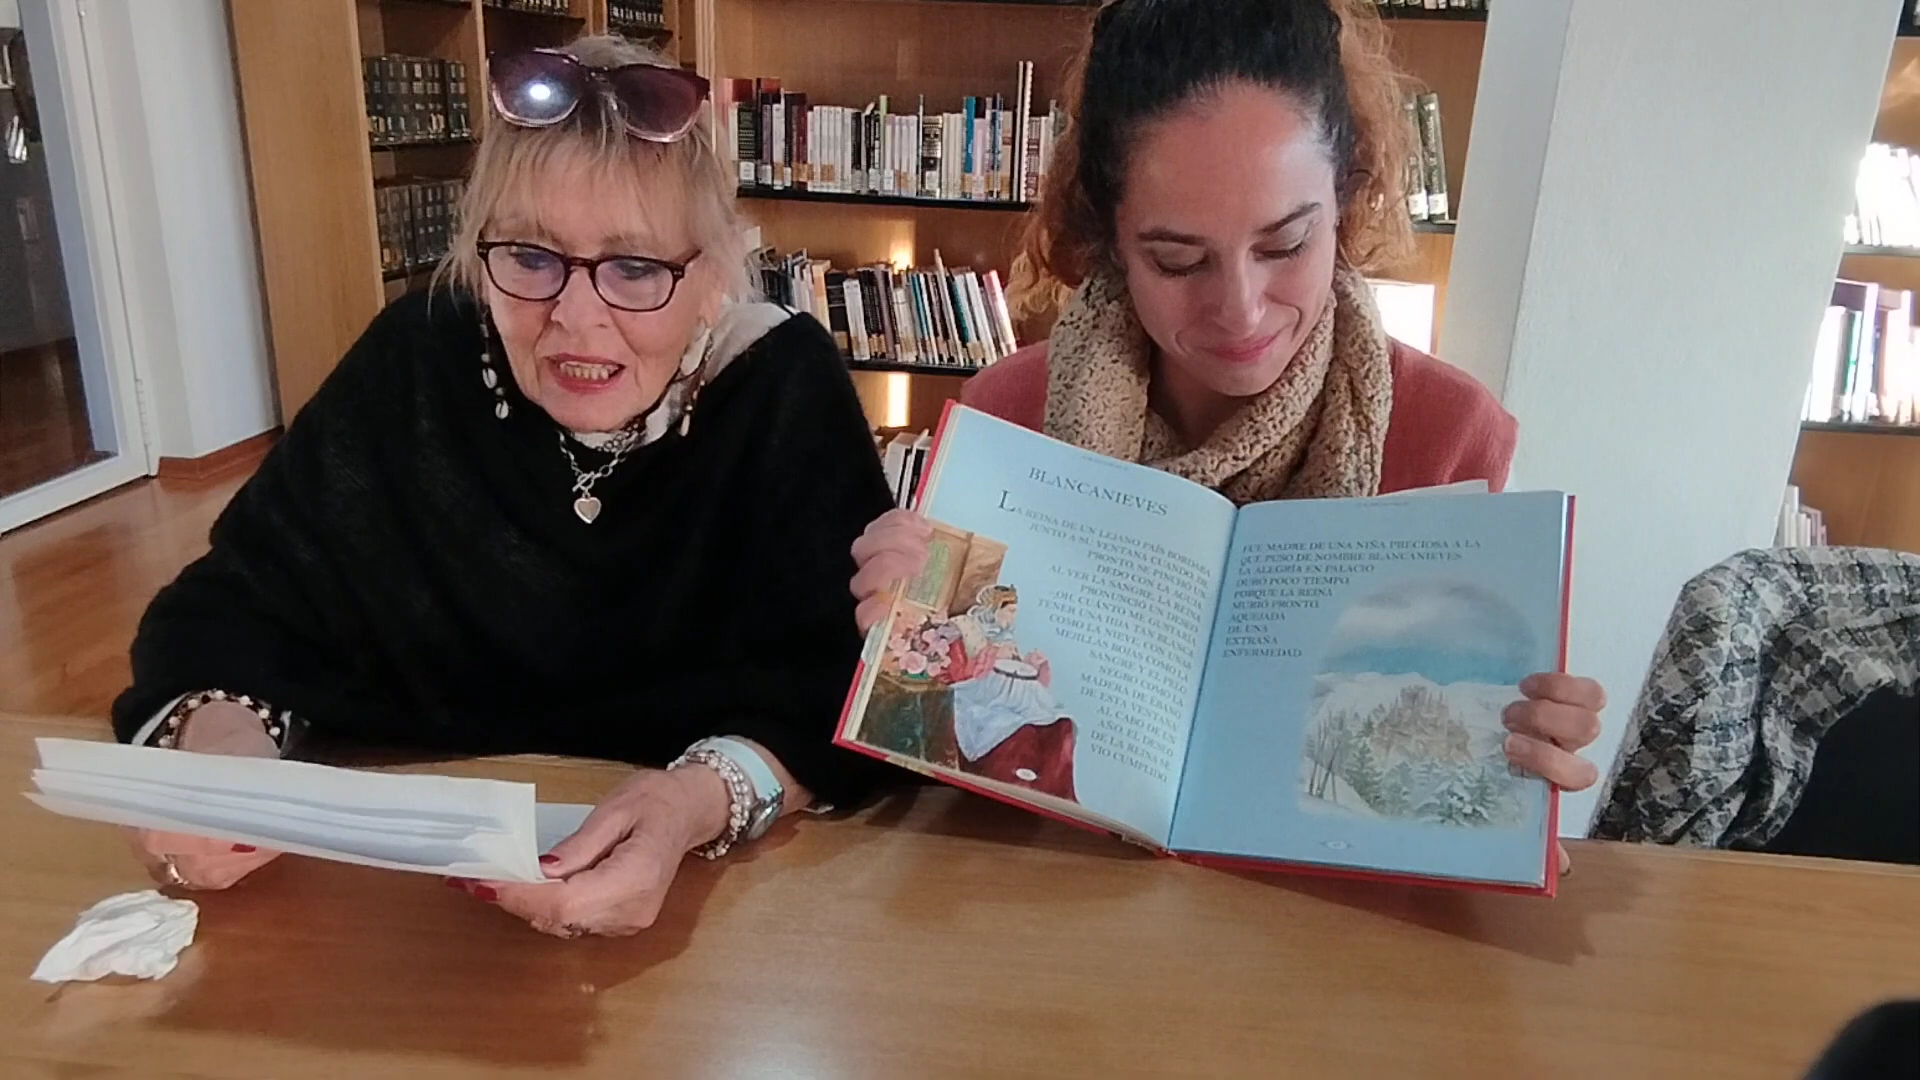 BLANCANIEVES
LA REINA DE UN LEJANO PAÍS BORDABA
JUNTO A SU VENTANA CUANDO, DE
PRONTO, SE PINCHÓ UN
DEDO CON LA AGUJA.
AL VER LA SANGRE, LA REINA
PRONUNCIÓ UN DESEO:
-¡OH, CUÁNTO ME GUSTARÍA
TENER UNA HIJA TAN BLANCA
COMO LA NIEVE, CON UNAS
MEJILLAS ROJAS COMO LA
SANGRE Y EL PELO
NEGRO COMO LA
MADERA DE ÉBANO
DE ESTA VENTANA!
AL CABO DE UN
AÑO, EL DESEO
DE LA REINA SE
VIO CUMPLIDO
FUE MADRE DE UNA NIÑA PRECIOSA A LA
QUE PUSO DE NOMBRE BLANCANIEVES.
LA ALEGRÍA EN PALACIO
DURÓ POCO TIEMPO,
PORQUE LA REINA
MURIÓ PRONTO,
AQUEJADA
DE UNA
EXTRAÑA
ENFERMEDAD.